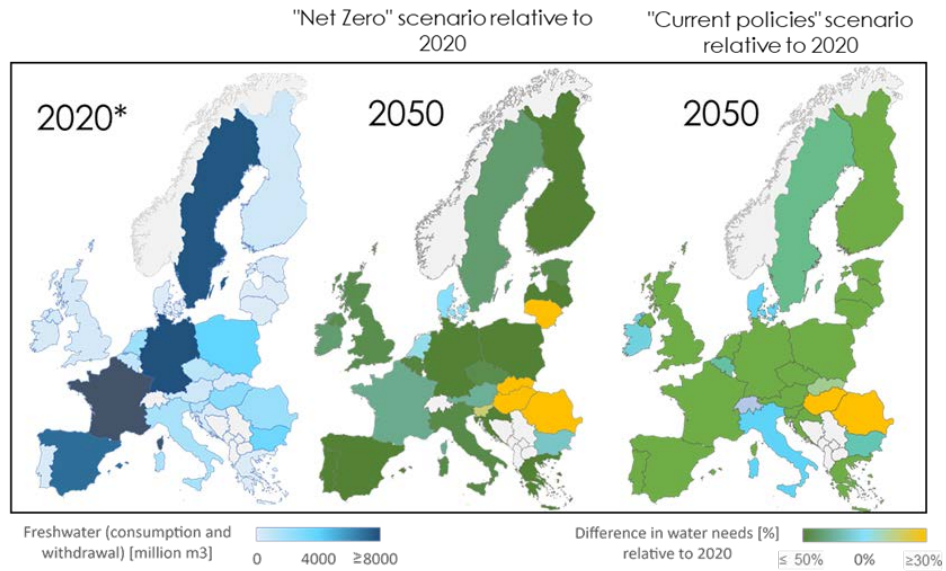 "Net Zero" scenario relative to
2020
"Current policies" scenario
relative to 2020
2020*
2050
2050
Freshwater (consumption and
withdrawal) [million m3]
0
4000
≥8000
Difference in water needs [%]
relative to 2020
≤ 50%
0%
≥30%